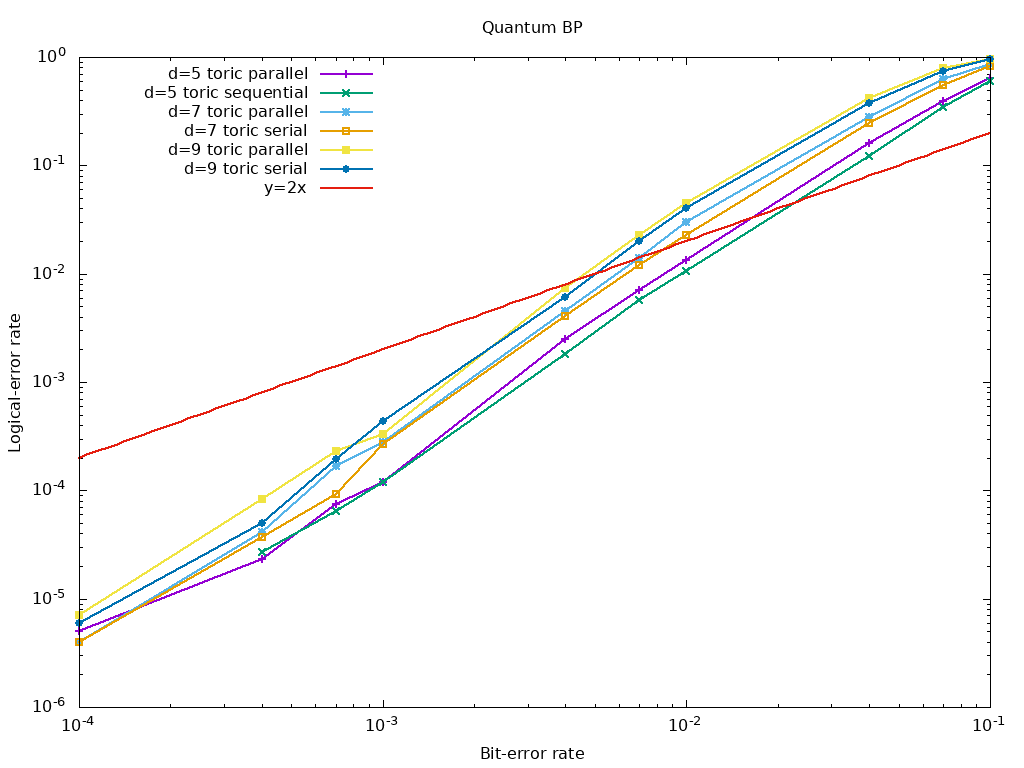 Quantum BP
10^0
10^-1
10^-2
10^-3
10^-4
10^-5
10^-6
Logical-error rate
d=5 toric parallel
d=5 toric sequential
d=7 toric parallel
d=7 toric serial
d=9 toric parallel
d=9 toric serial
y=2x
10^-4 10^-3 10^-2 10^-1
Bit-error rate